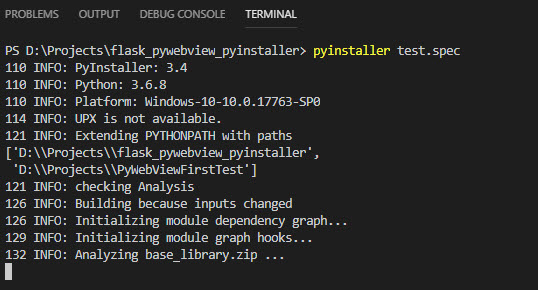 PROBLEMS OUTPUT DEBUG CONSOLE TERMINAL
PS D:\Projects\flask_pywebview_pyinstaller> pyinstaller test.spec
110 INFO: PyInstaller: 3.4
110 INFO: Python: 3.6.8
110 INFO: Platform: Windows-10-10.0.17763-SP0
114 INFO: UPX is not available.
121 INFO: Extending PYTHONPATH with paths
['D:\\Projects\\flask_pywebview_pyinstaller',
 'D:\\Projects\\PyWebViewFirstTest']
121 INFO: checking Analysis
126 INFO: Building because inputs changed
126 INFO: Initializing module dependency graph...
129 INFO: Initializing module graph hooks...
132 INFO: Analyzing base_library.zip ...